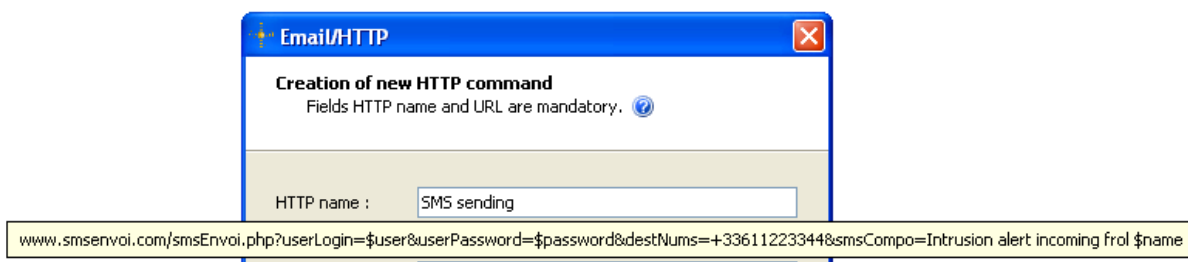 Email/HTTP
Creation of new HTTP command
Fields HTTP name and URL are mandatory.
HTTP name :
SMS sending
www.smsenvoi.com/smsEnvoi.php?userLogin=$user&userPassword=$password&destNums=+33611223344&smsCompo=Intrusion alert incoming frol $name